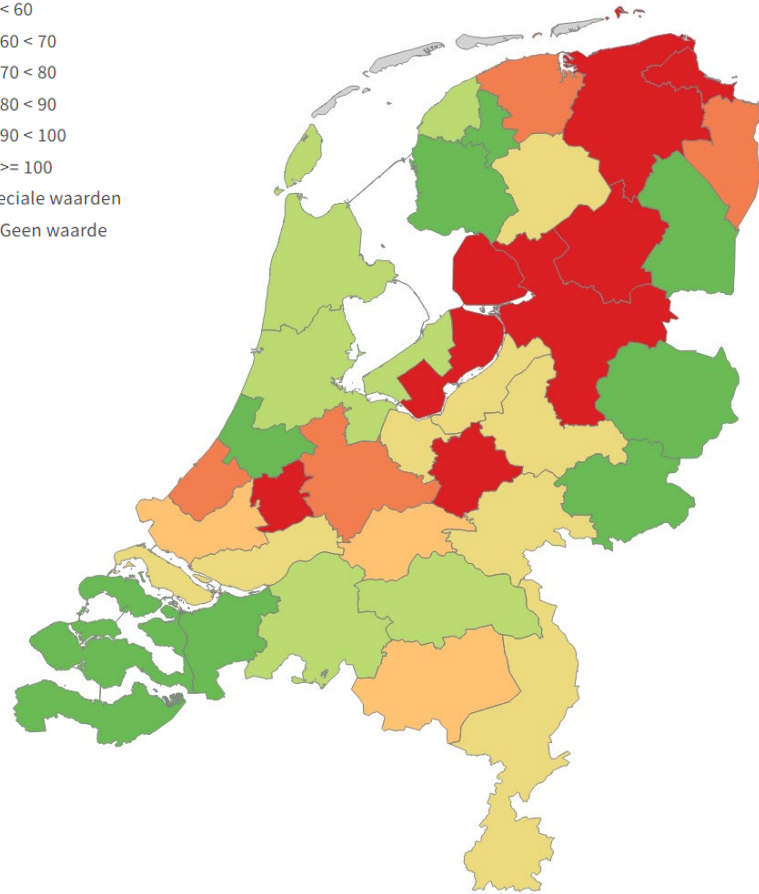 < 60
60 < 70
70 < 80
80 < 90
90 < 100
>= 100
eciale waarden
Geen waarde